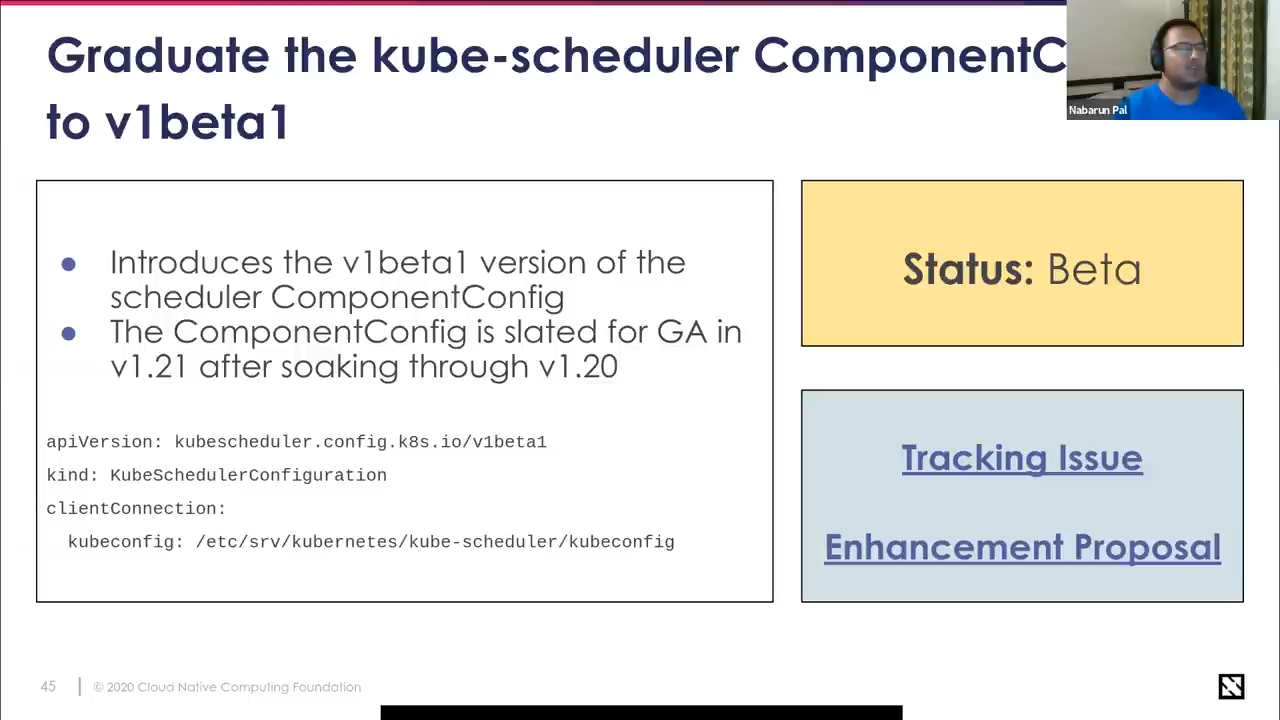 Graduate the kube-scheduler ComponentC
to v1beta1
Nabarun Pal
● Introduces the v1beta1 version of the
scheduler ComponentConfig
● The ComponentConfig is slated for GA in
v1.21 after soaking through v1.20
apiVersion: kubescheduler.config.k8s.io/v1beta1
kind: KubeSchedulerConfiguration
clientConnection:
  kubeconfig: /etc/srv/kubernetes/kube-scheduler/kubeconfig
Status: Beta
Tracking Issue
Enhancement Proposal
45
© 2020 Cloud Native Computing Foundation